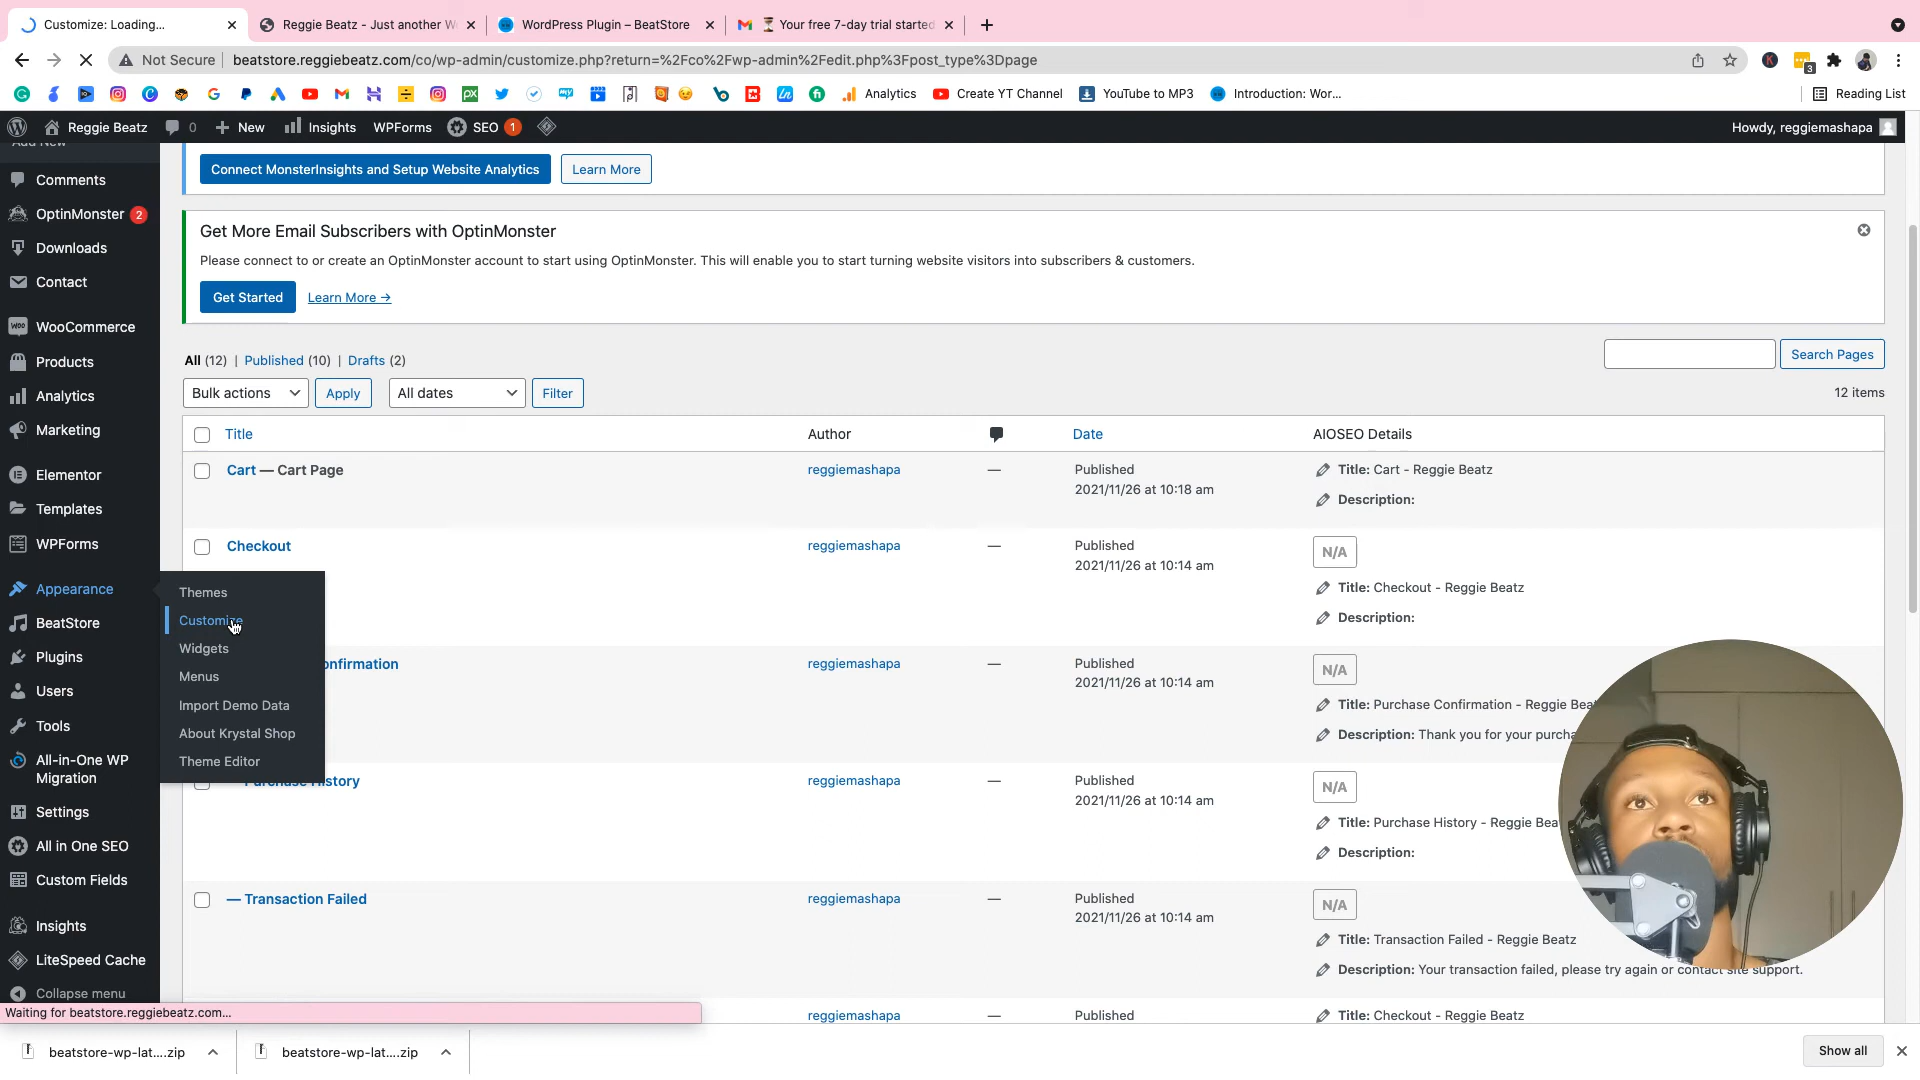 Customize: Loading...
Reggie Beatz - Just another W
WordPress Plugin – BeatStore
Your free 7-day trial started
Not Secure
beatstore.reggiebeatz.com/co/wp-admin/customize.php?return=%2Fco%2Fwp-admin%2Fedit.php%3Fpost_type%3Dpage
3
Analytics
Create YT Channel
YouTube to MP3
Introduction: Wor...
Reading List
Reggie Beatz
0
New
Insights
WPForms
SEO 1
Howdy, reggiemashapa
Add New
Comments
OptinMonster 2
Downloads
Contact
WooCommerce
Products
Analytics
Marketing
Elementor
Templates
WPForms
Appearance
BeatStore
Plugins
Users
Tools
All-in-One WP
Migration
Settings
All in One SEO
Custom Fields
Insights
LiteSpeed Cache
Collapse menu
Themes
Customize
Widgets
Menus
Import Demo Data
About Krystal Shop
Theme Editor
Connect MonsterInsights and Setup Website Analytics
Learn More
Get More Email Subscribers with OptinMonster
Please connect to or create an OptinMonster account to start using OptinMonster. This will enable you to start turning website visitors into subscribers & customers.
Get Started
Learn More →
All (12) | Published (10) | Drafts (2)
Search Pages
Bulk actions
Apply
All dates
Filter
12 items
Title
Author
Date
AIOSEO Details
Cart — Cart Page
reggiemashapa
—
Published
2021/11/26 at 10:18 am
Title: Cart - Reggie Beatz
Description:
Checkout
reggiemashapa
—
Published
2021/11/26 at 10:14 am
N/A
Title: Checkout - Reggie Beatz
Description:
onfirmation
reggiemashapa
—
Published
2021/11/26 at 10:14 am
N/A
Title: Purchase Confirmation - Reggie Bea
Description: Thank you for your purcha
Purchase History
reggiemashapa
—
Published
2021/11/26 at 10:14 am
N/A
Title: Purchase History - Reggie Bea
Description:
— Transaction Failed
reggiemashapa
—
Published
2021/11/26 at 10:14 am
N/A
Title: Transaction Failed - Reggie Beatz
Description: Your transaction failed, please try again or contact site support.
reggiemashapa
—
Published
Title: Checkout - Reggie Beatz
Waiting for beatstore.reggiebeatz.com...
beatstore-wp-lat....zip
beatstore-wp-lat....zip
Show all